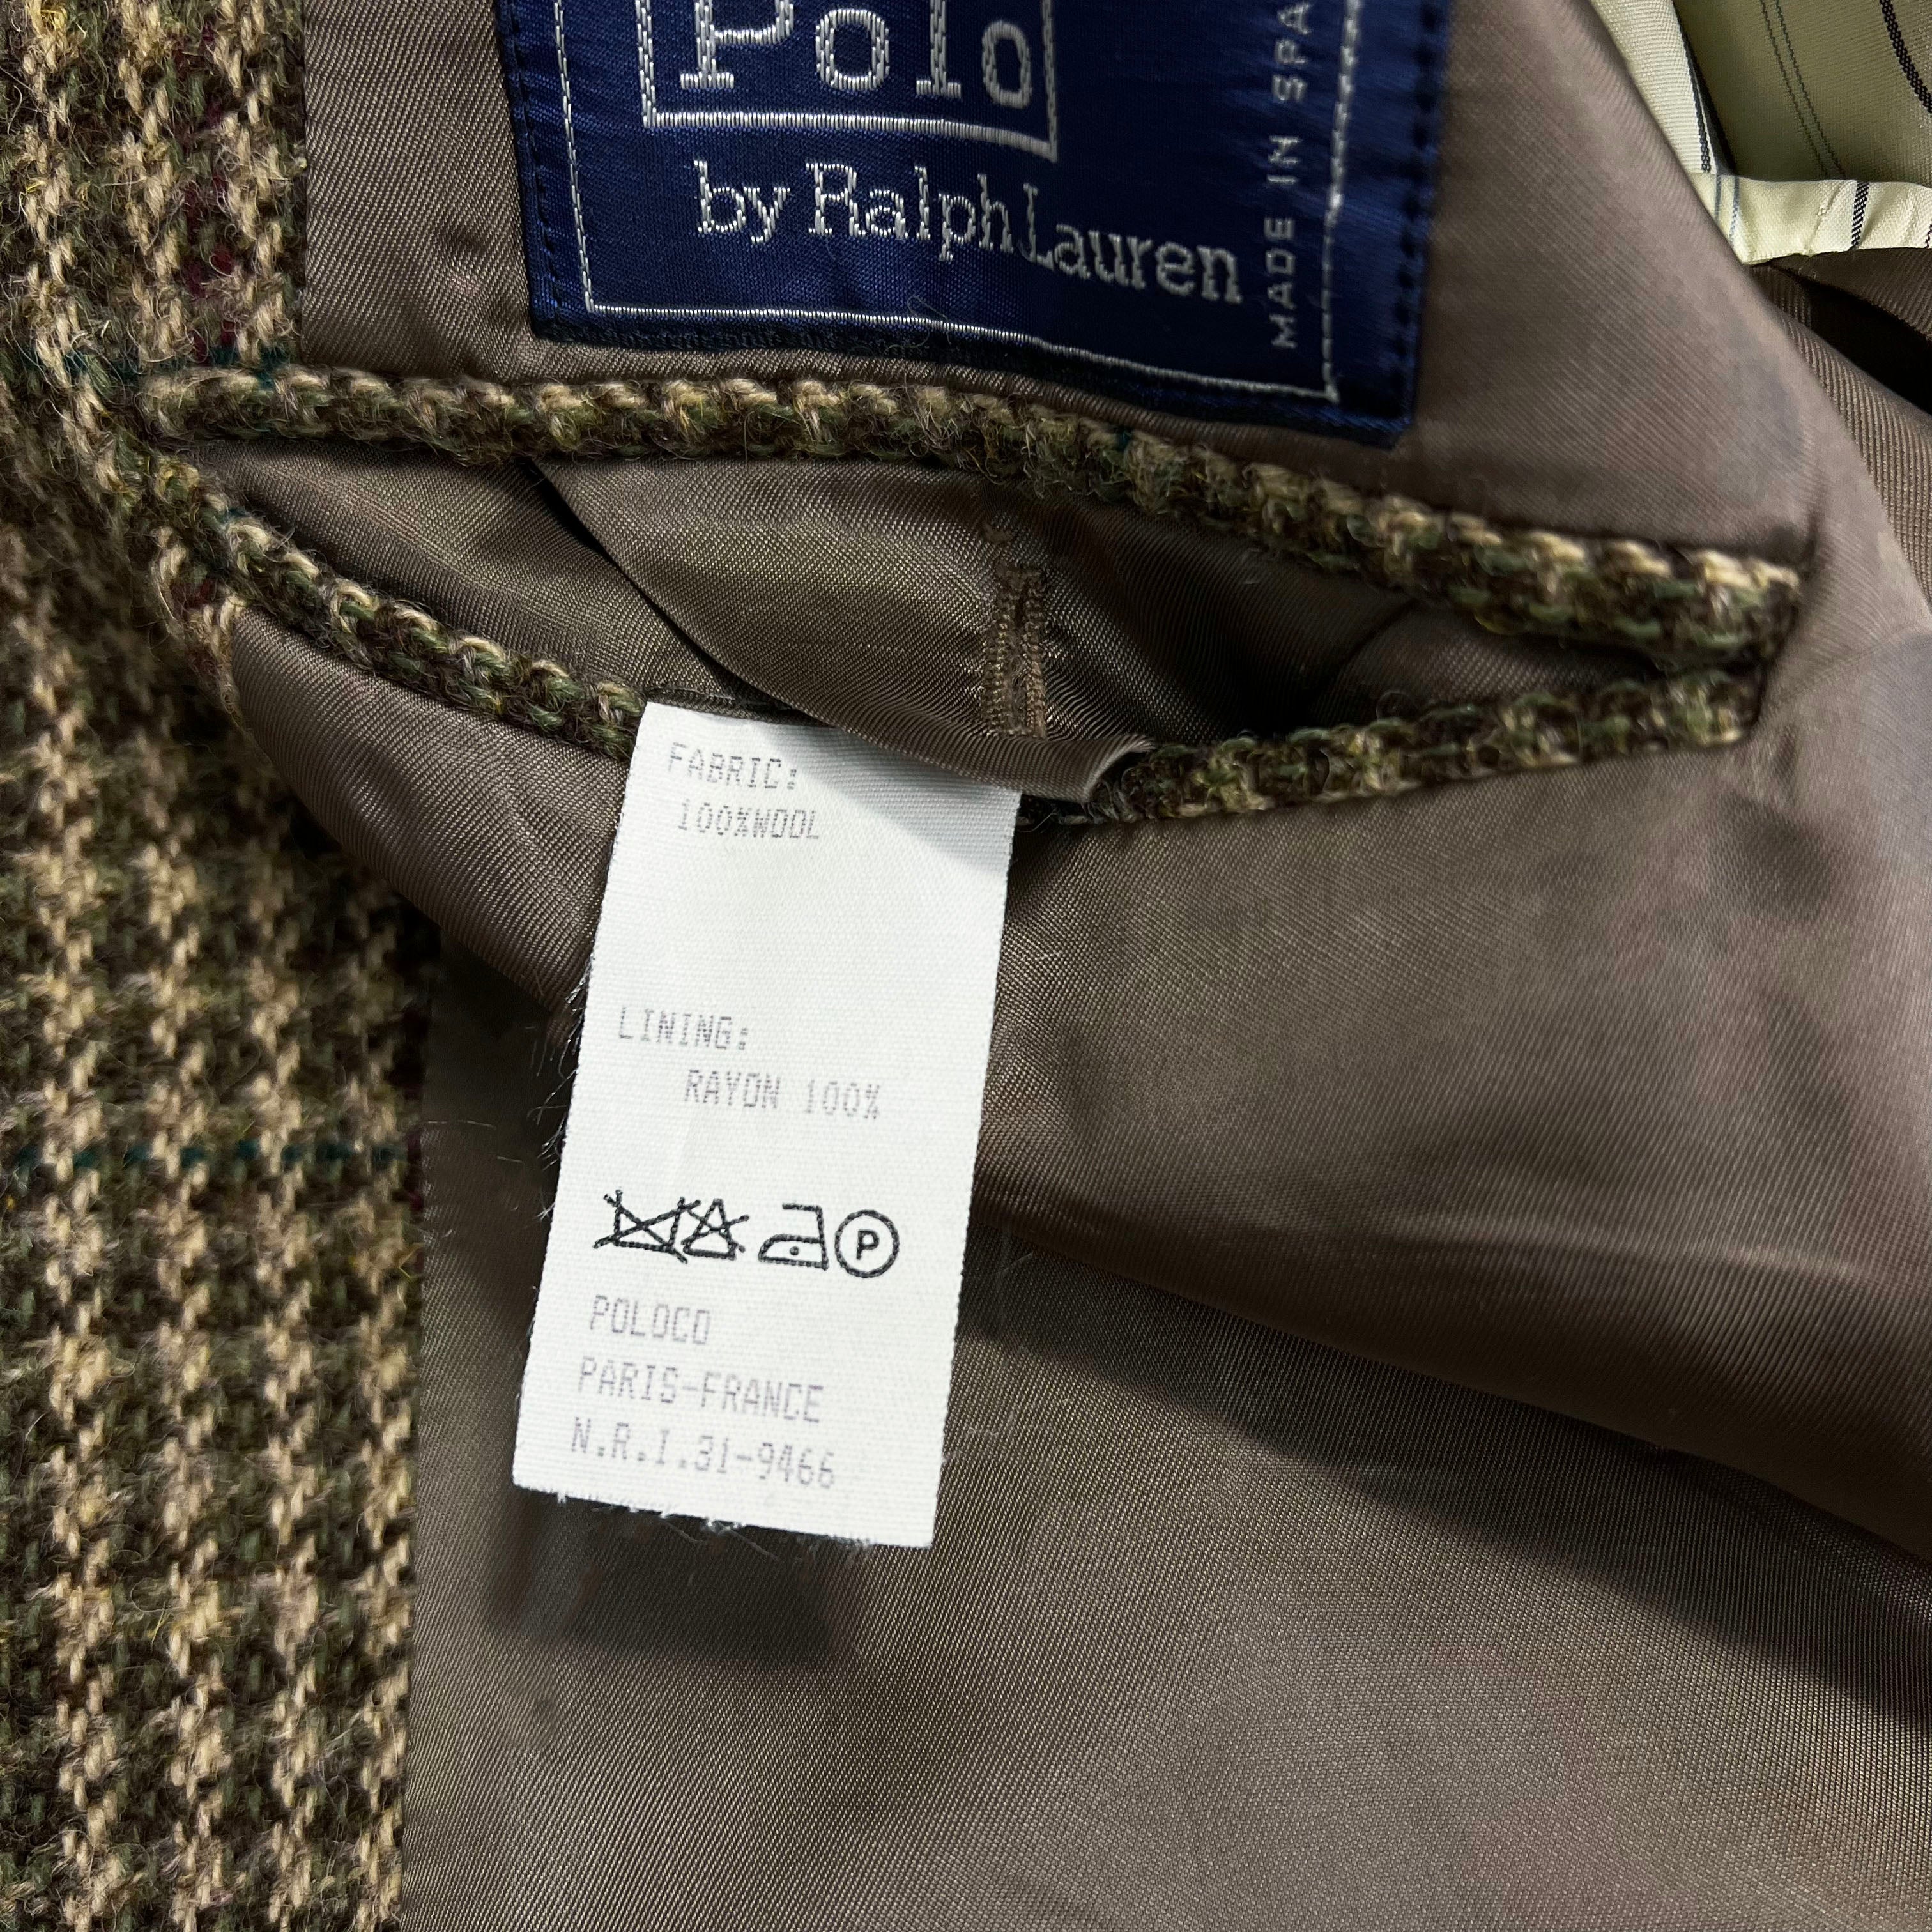 Polo
by Ralph Lauren
MADE IN SPA
FABRIC:
100%WOOL
LINING:
RAYON 100%
P
POLOCO
PARIS-FRANCE
N.R.I.31-9466